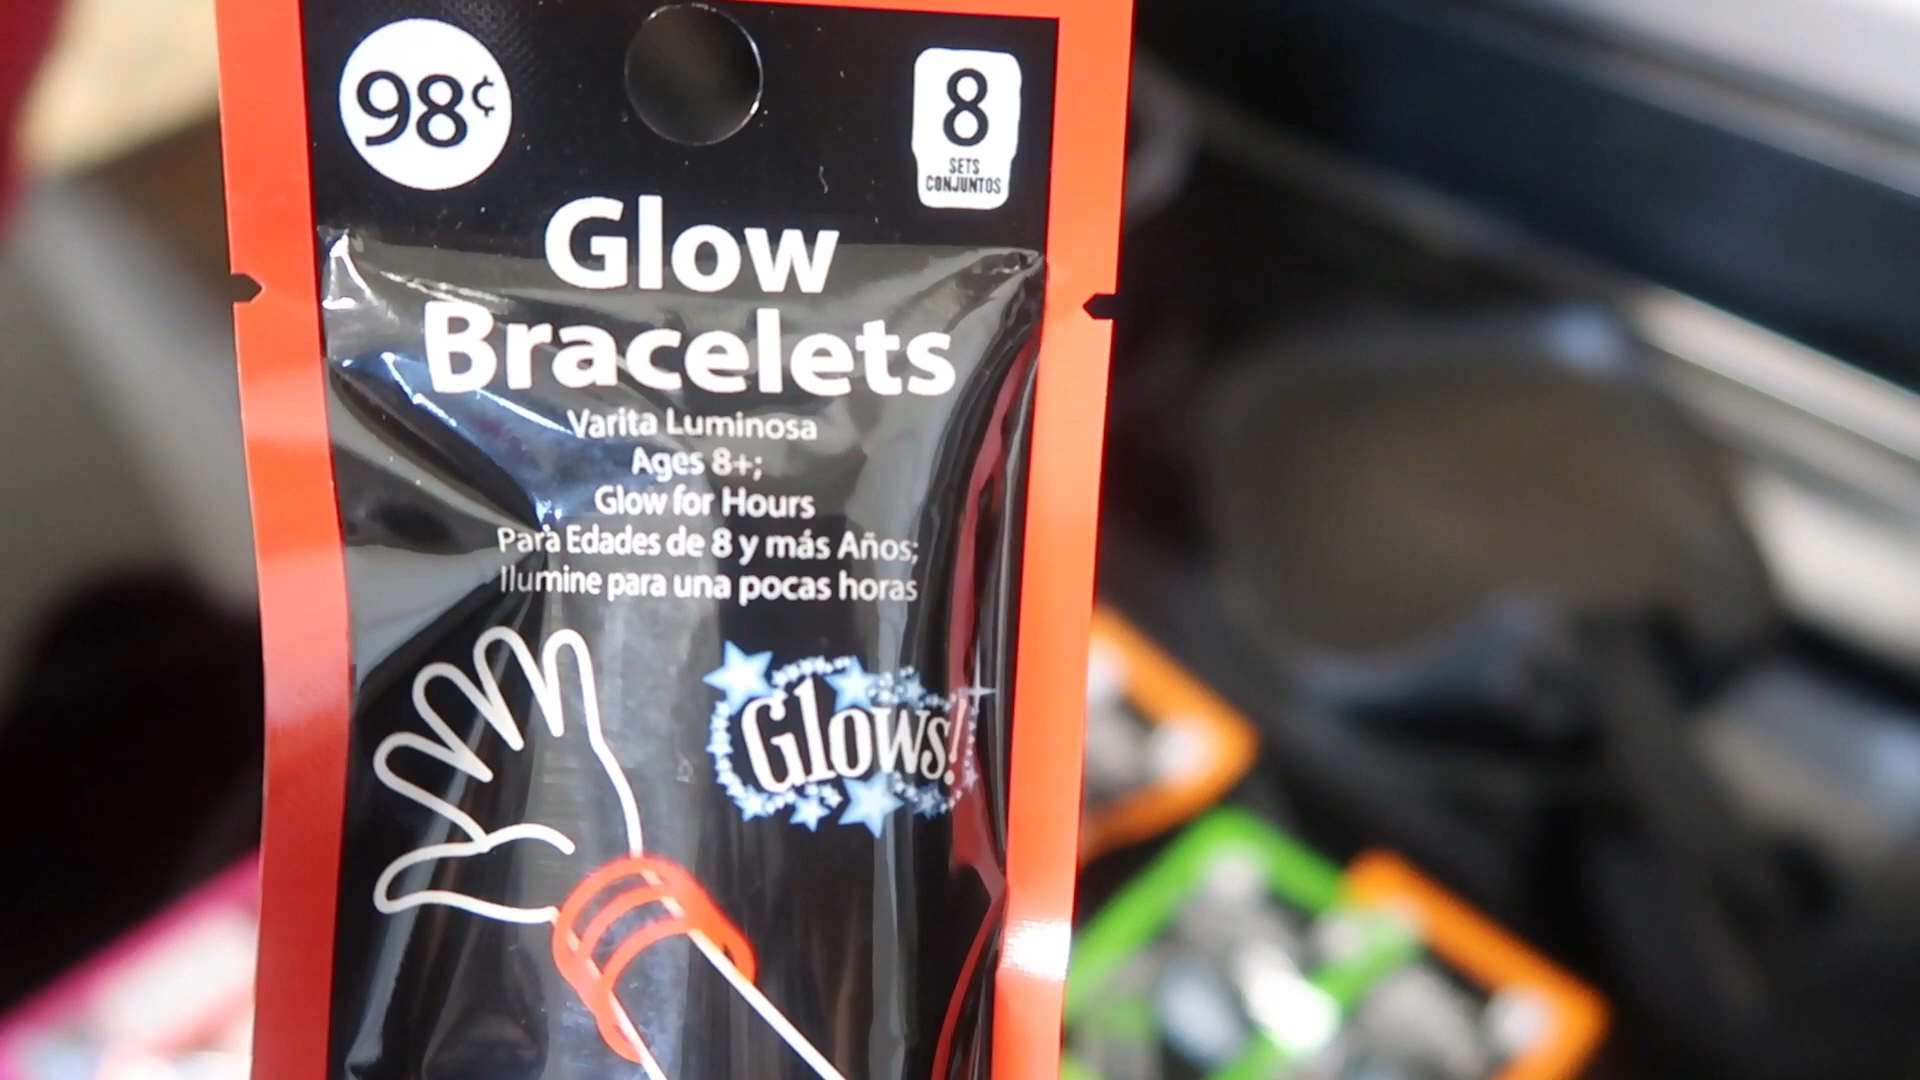 98¢
8
SETS
CONJUNTOS
Glow
Bracelets
Varita Luminosa
Ages 8+;
Glow for Hours
Para Edades de 8 y más Años;
Ilumine para una pocas horas
Glows!